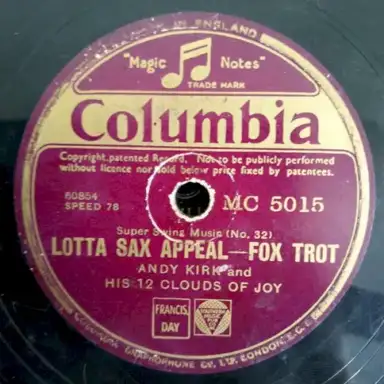 IN ENGLAND
"Magic Notes"
TRADE MARK
Columbia
Copyright, patented Record. Not to be publicly performed
without licence nor sold below price fixed by patentees.
60854
SPEED 78
MC 5015
Super Swing Music (No. 32)
LOTTA SAX APPEAL—FOX TROT
ANDY KIRK and
HIS 12 CLOUDS OF JOY
FRANCIS,
DAY
GRAPHOPHONE CO., LTD. LONDON, E.C.